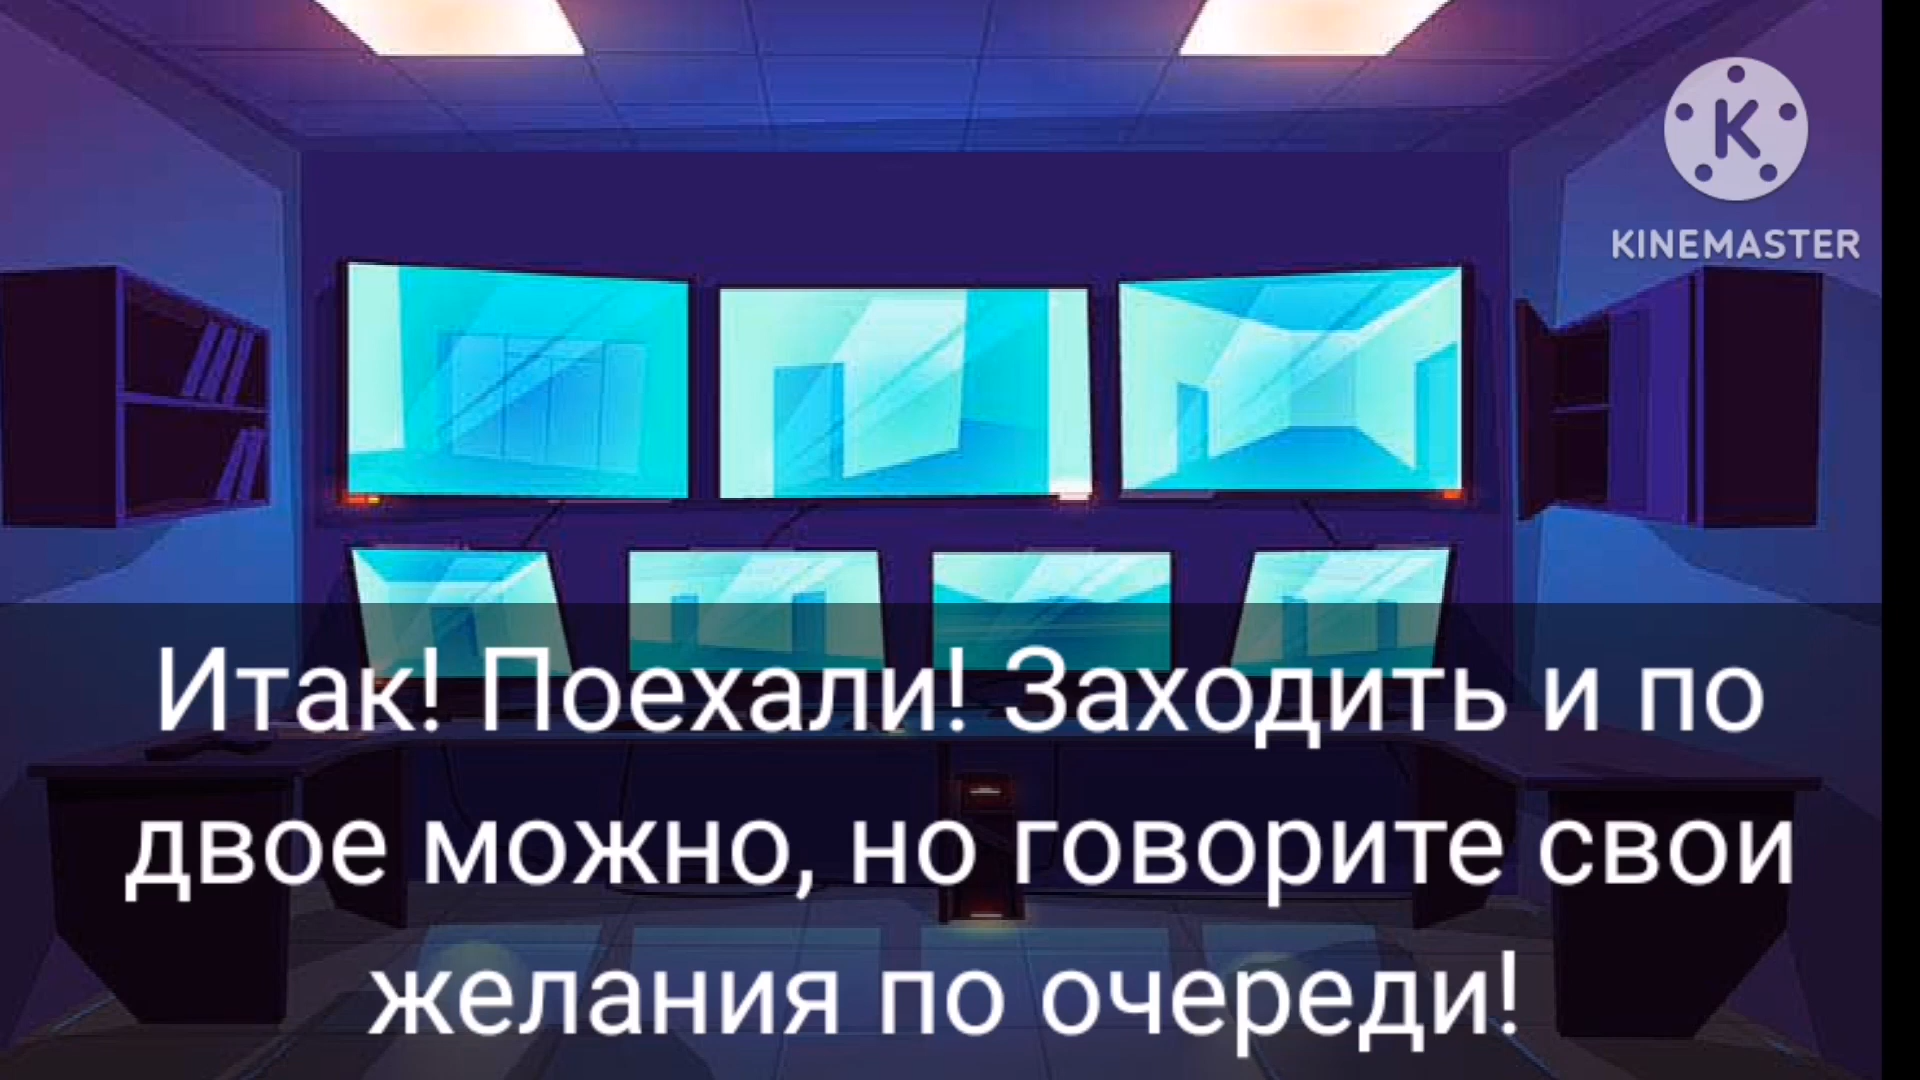 K
KINEMASTER
Итак! Поехали! Заходить и по
двое можно, но говорите свои
желания по очереди!